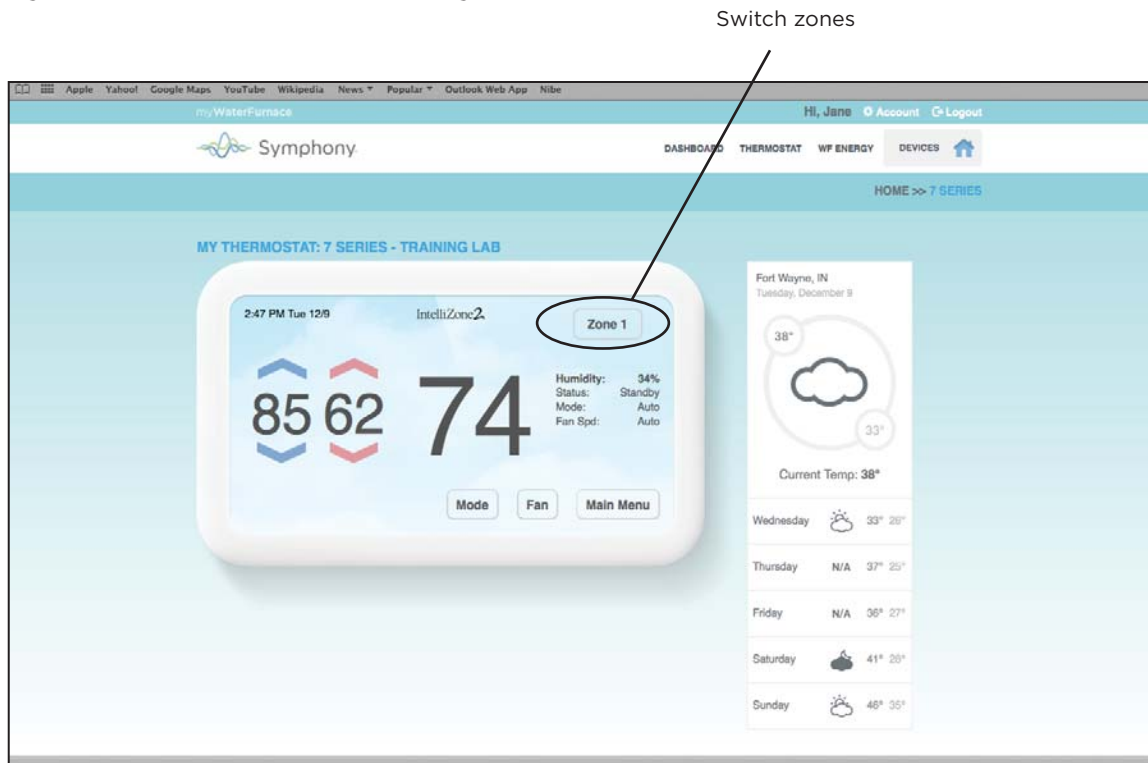 Switch zones
Apple Yahoo! Google Maps YouTube Wikipedia News Popular Outlook Web App Nibe
myWaterFurnace Hi, Jane Account Logout
Symphony DASHBOARD THERMOSTAT WF ENERGY DEVICES
HOME >> 7 SERIES
MY THERMOSTAT: 7 SERIES - TRAINING LAB
2:47 PM Tue 12/9 IntelliZone2 Zone 1
85 62 74
Humidity: 34%
Status: Standby
Mode: Auto
Fan Spd: Auto
Mode Fan Main Menu
Fort Wayne, IN
Tuesday, December 9
38°
33°
Current Temp: 38°
Wednesday 33° 26°
Thursday N/A 37° 25°
Friday N/A 36° 27°
Saturday 41° 28°
Sunday 46° 35°